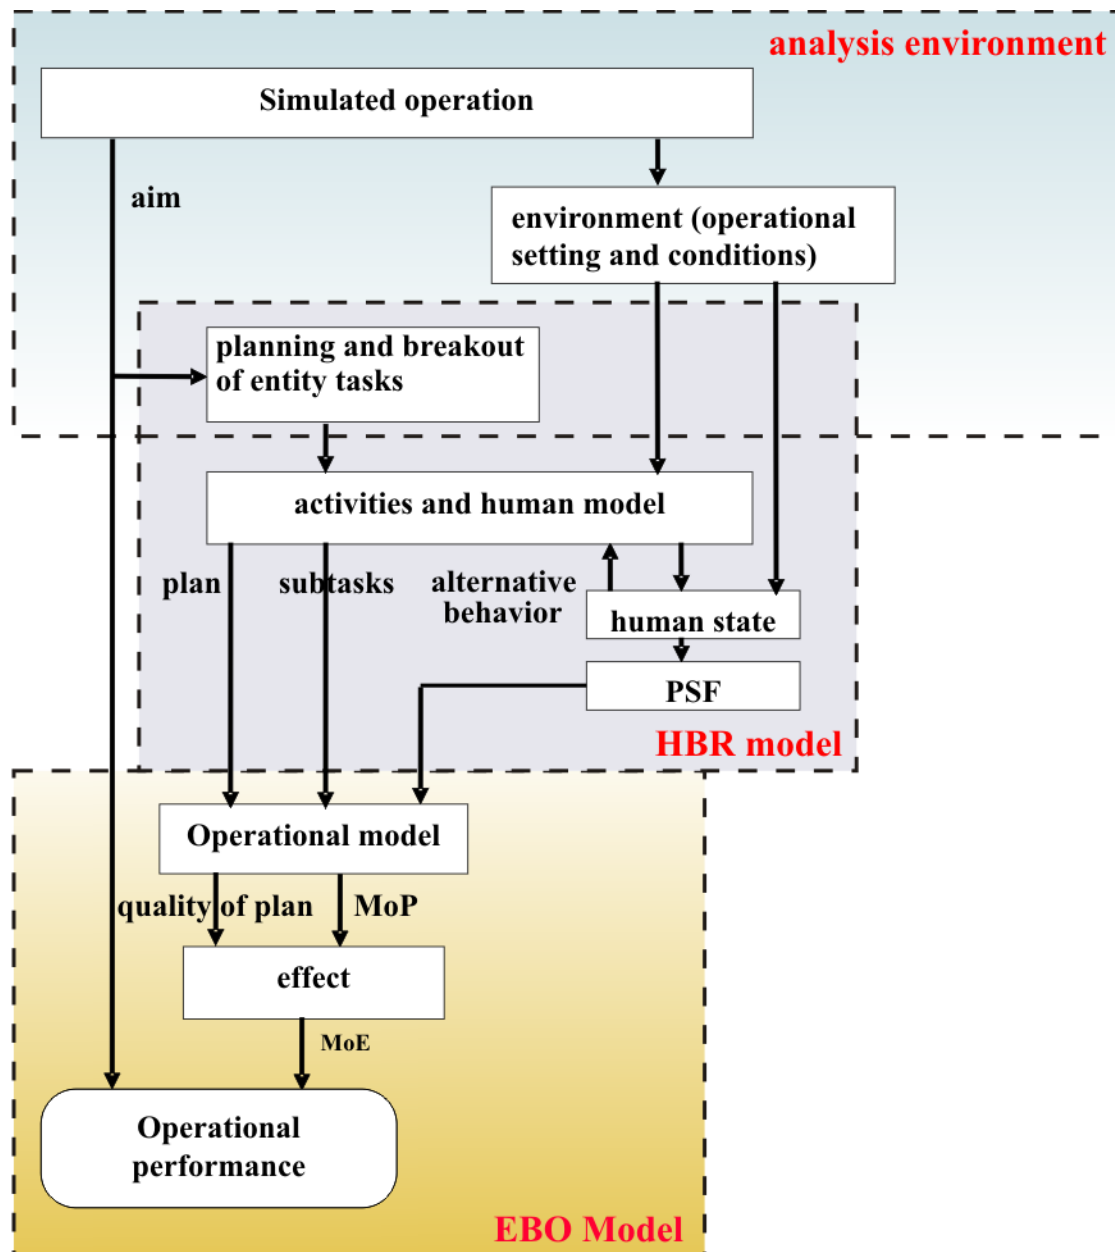 analysis environment
Simulated operation
aim
environment (operational
setting and conditions)
planning and breakout
of entity tasks
activities and human model
plan
subtasks
alternative
behavior
human state
PSF
HBR model
Operational model
quality of plan
MoP
effect
MoE
Operational
performance
EBO Model